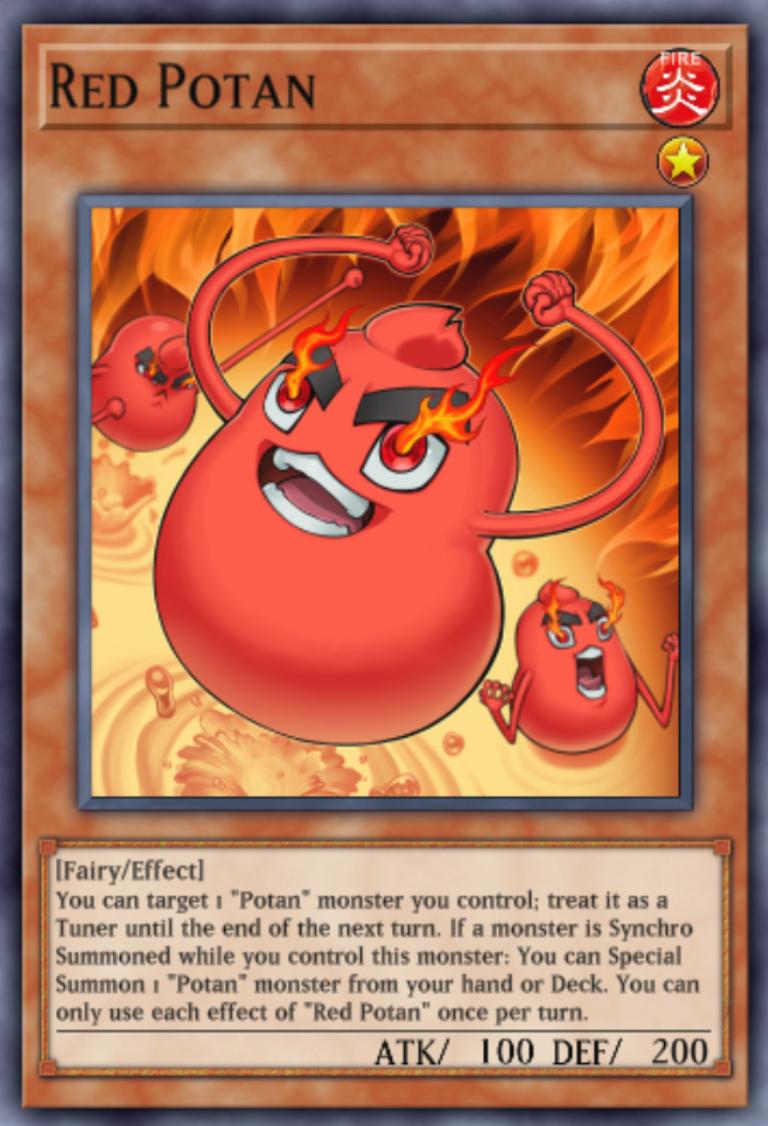 RED POTAN
FIRE
炎
[Fairy/Effect]
You can target 1 "Potan" monster you control; treat it as a
Tuner until the end of the next turn. If a monster is Synchro
Summoned while you control this monster: You can Special
Summon 1 "Potan" monster from your hand or Deck. You can
only use each effect of "Red Potan" once per turn.
ATK/ 100 DEF/ 200